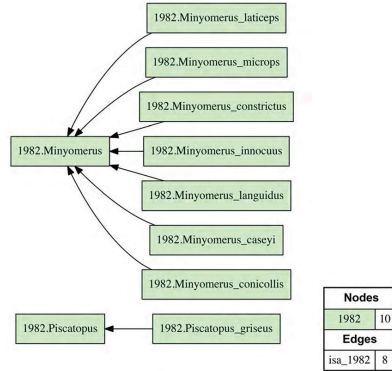 1982.Minyomerus_laticeps
1982.Minyomerus_microps
1982.Minyomerus_constrictus
1982.Minyomerus
1982.Minyomerus_innocuus
1982.Minyomerus_languidus
1982.Minyomerus_caseyi
1982.Minyomerus_conicollis
1982.Piscatopus
1982.Piscatopus_griseus
Nodes
1982 10
Edges
isa_1982 8